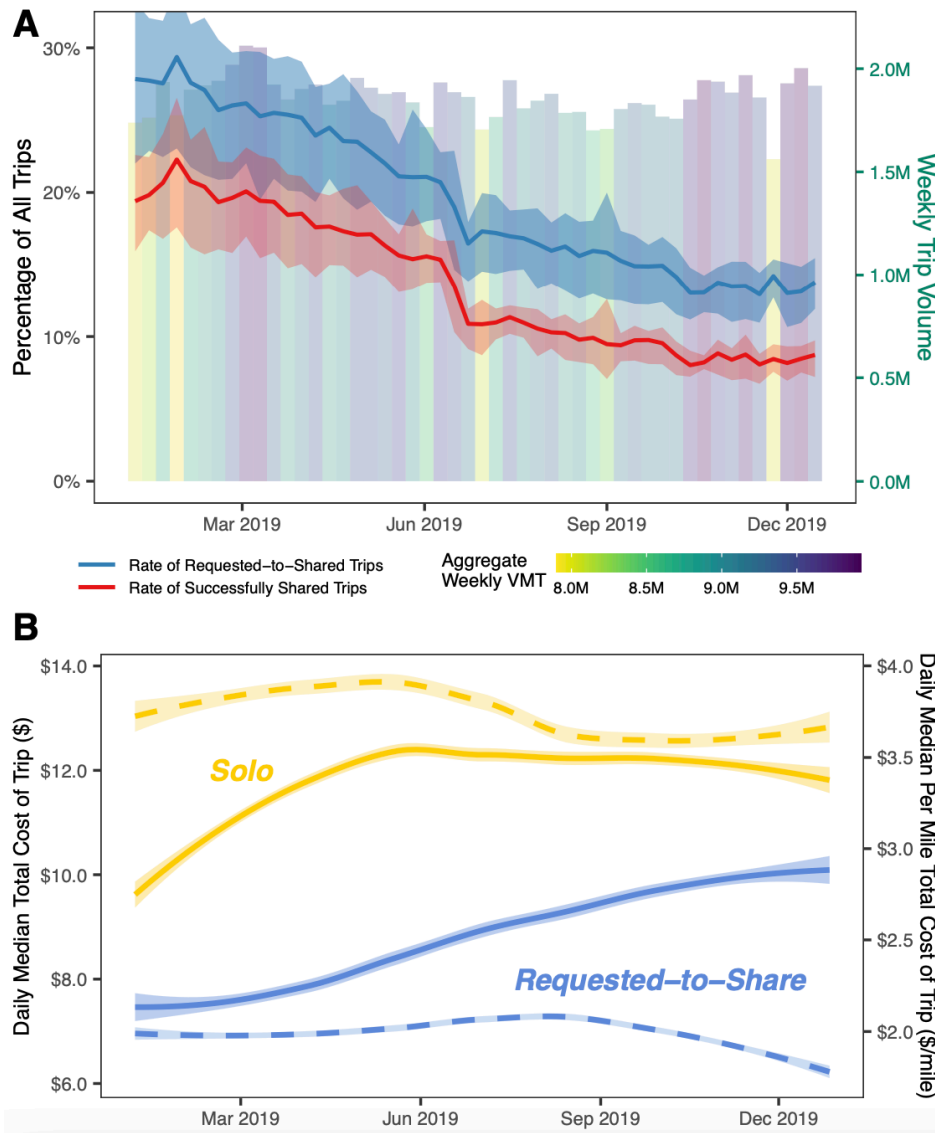 A
30%
20%
10%
0%
Percentage of All Trips
2.0M
1.5M
1.0M
0.5M
0.0M
Weekly Trip Volume
Mar 2019
Jun 2019
Sep 2019
Dec 2019
Rate of Requested-to-Shared Trips
Rate of Successfully Shared Trips
Aggregate
Weekly VMT
8.0M
8.5M
9.0M
9.5M
B
$14.0
$12.0
$10.0
$8.0
$6.0
Daily Median Total Cost of Trip ($)
$4.0
$3.5
$3.0
$2.5
$2.0
Daily Median Per Mile Total Cost of Trip ($/mile)
Solo
Requested-to-Share
Mar 2019
Jun 2019
Sep 2019
Dec 2019